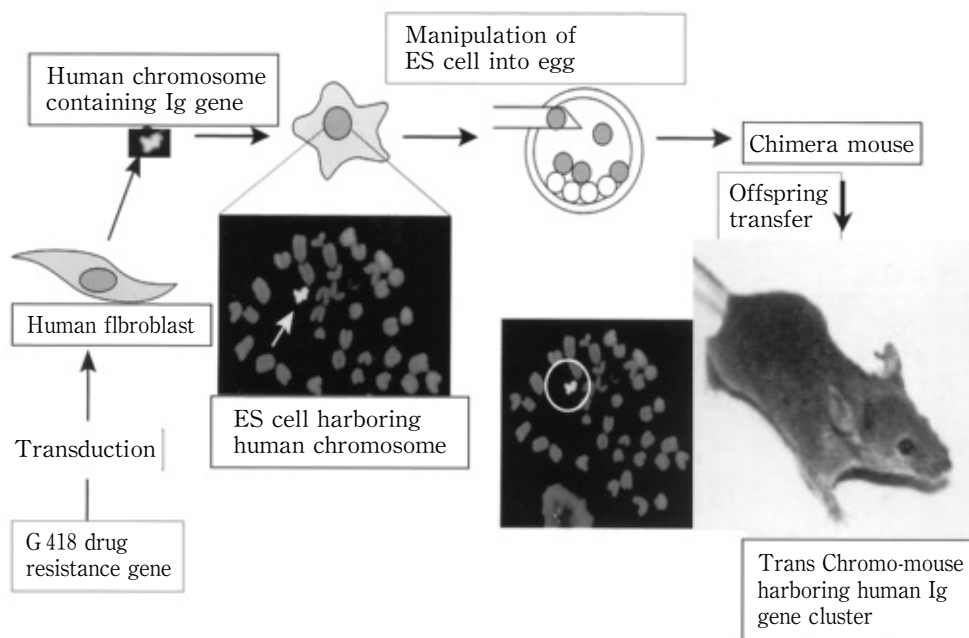 Manipulation of
ES cell into egg
Human chromosome
containing Ig gene
Chimera mouse
Offspring
transfer
Human flbroblast
ES cell harboring
human chromosome
Transduction
G 418 drug
resistance gene
Trans Chromo-mouse
harboring human Ig
gene cluster